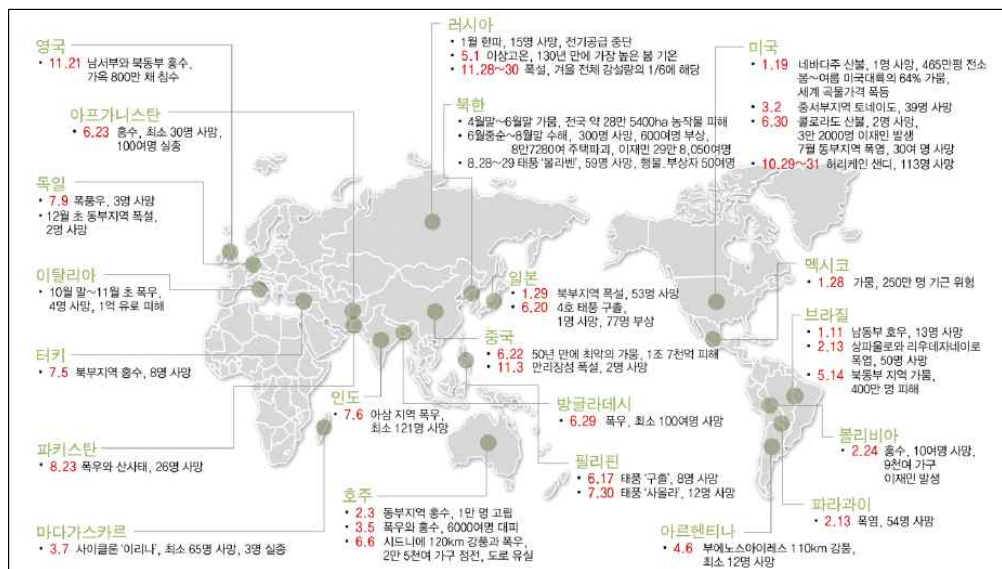 영국
• 11.21 남서부와 북동부 홍수,
가옥 800만 채 침수
아프가니스탄
• 6.23 홍수, 최소 30명 사망,
100여명 실종
독일
• 7.9 폭풍우, 3명 사망
• 12월 초 동부지역 폭설,
2명 사망
이탈리아
• 10월 말~11월 초 폭우,
4명 사망, 1억 유로 피해
터키
• 7.5 북부지역 홍수, 8명 사망
파키스탄
• 8.23 폭우와 산사태, 26명 사망
마다가스카르
• 3.7 사이클론 '이리나', 최소 65명 사망, 3명 실종
러시아
• 1월 한파, 15명 사망, 전기공급 중단
• 5.1 이상고온, 130년 만에 가장 높은 봄 기온
• 11.28~30 폭설, 겨울 전체 강설량의 1/6에 해당
북한
• 4월말~6월말 가뭄, 전국 약 28만 5400ha 농작물 피해
• 6월중순~8월말 수해, 300명 사망, 600여명 부상,
8만7280여 주택파괴, 이재민 29만 8,050여명
• 8.28~29 태풍 '볼라벤', 59명 사망, 행불.부상자 50여명
일본
• 1.29 북부지역 폭설, 53명 사망
• 6.20 4호 태풍 구촐,
1명 사망, 77명 부상
중국
• 6.22 50년 만에 최악의 가뭄, 1조 7천억 피해
• 11.3 만리장성 폭설, 2명 사망
인도
• 7.6 아삼 지역 폭우,
최소 121명 사망
방글라데시
• 6.29 폭우, 최소 100여명 사망
필리핀
• 6.17 태풍 '구촐', 8명 사망
• 7.30 태풍 '사올라', 12명 사망
호주
• 2.3 동부지역 홍수, 1만 명 고립
• 3.5 폭우와 홍수, 6000여명 대피
• 6.6 시드니에 120km 강풍과 폭우,
2만 5천여 가구 정전, 도로 유실
미국
• 1.19 네바다주 산불, 1명 사망, 465만평 전소
봄~여름 미국대륙의 64% 가뭄,
세계 곡물가격 폭등
• 3.2 중서부지역 토네이도, 39명 사망
• 6.30 콜로라도 산불, 2명 사망,
3만 2000명 이재민 발생
7월 동부지역 폭염, 30여 명 사망
• 10.29~31 허리케인 샌디, 113명 사망
멕시코
• 1.28 가뭄, 250만 명 기근 위험
브라질
• 1.11 남동부 호우, 13명 사망
• 2.13 상파울로와 리우데자네이로
폭염, 50명 사망
• 5.14 북동부 지역 가뭄,
400만 명 피해
볼리비아
• 2.24 홍수, 10여명 사망,
9천여 가구
이재민 발생
파라과이
• 2.13 폭염, 54명 사망
아르헨티나
• 4.6 부에노스아이레스 110km 강풍,
최소 12명 사망